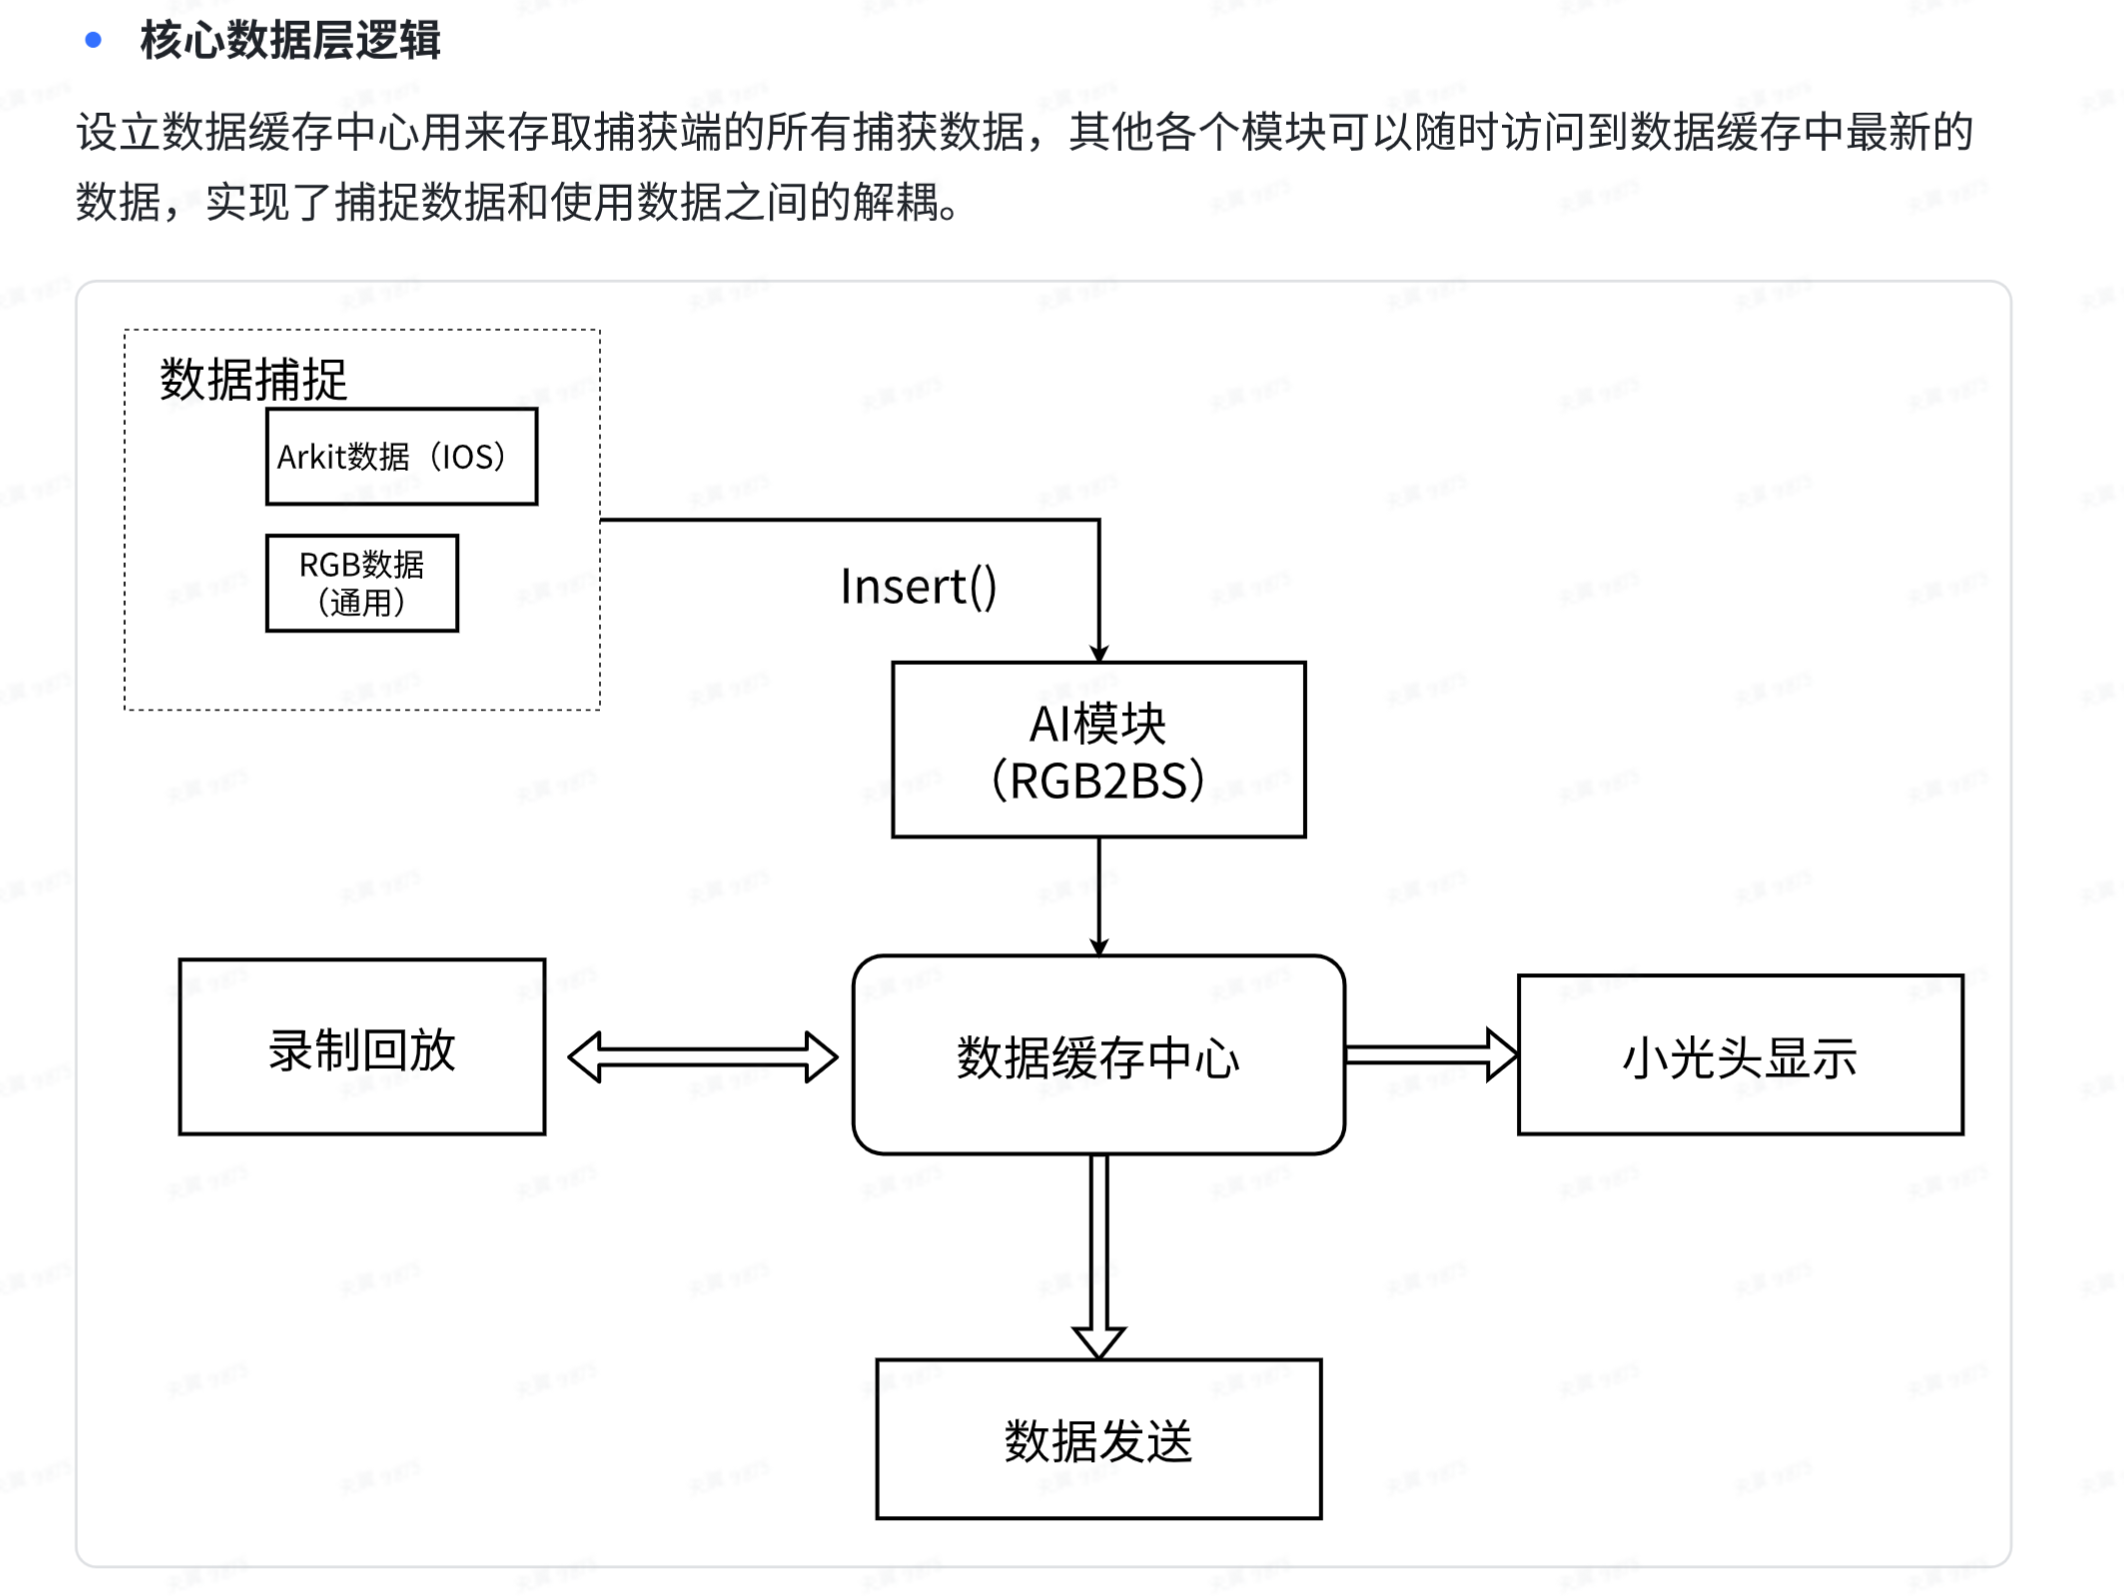 核心数据层逻辑
设立数据缓存中心用来存取捕获端的所有捕获数据，其他各个模块可以随时访问到数据缓存中最新的
数据，实现了捕捉数据和使用数据之间的解耦。
数据捕捉
Arkit数据（IOS）
RGB数据
（通用）
Insert()
AI模块
（RGB2BS）
录制回放
数据缓存中心
小光头显示
数据发送